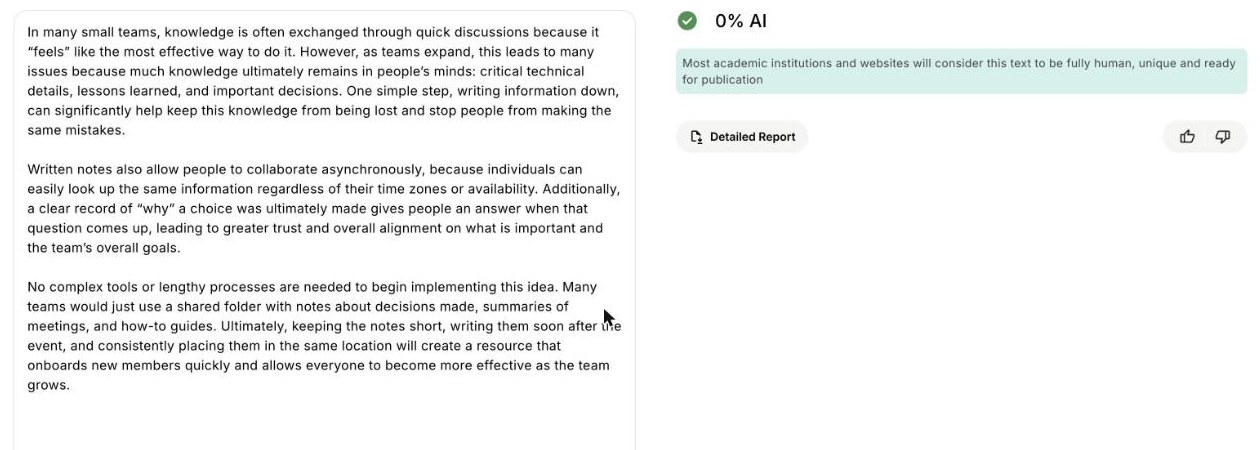 In many small teams, knowledge is often exchanged through quick discussions because it
“feels” like the most effective way to do it. However, as teams expand, this leads to many
issues because much knowledge ultimately remains in people’s minds: critical technical
details, lessons learned, and important decisions. One simple step, writing information down,
can significantly help keep this knowledge from being lost and stop people from making the
same mistakes.
Written notes also allow people to collaborate asynchronously, because individuals can
easily look up the same information regardless of their time zones or availability. Additionally,
a clear record of “why” a choice was ultimately made gives people an answer when that
question comes up, leading to greater trust and overall alignment on what is important and
the team’s overall goals.
No complex tools or lengthy processes are needed to begin implementing this idea. Many
teams would just use a shared folder with notes about decisions made, summaries of
meetings, and how-to guides. Ultimately, keeping the notes short, writing them soon after the
event, and consistently placing them in the same location will create a resource that
onboards new members quickly and allows everyone to become more effective as the team
grows.
0% AI
Most academic institutions and websites will consider this text to be fully human, unique and ready
for publication
Detailed Report